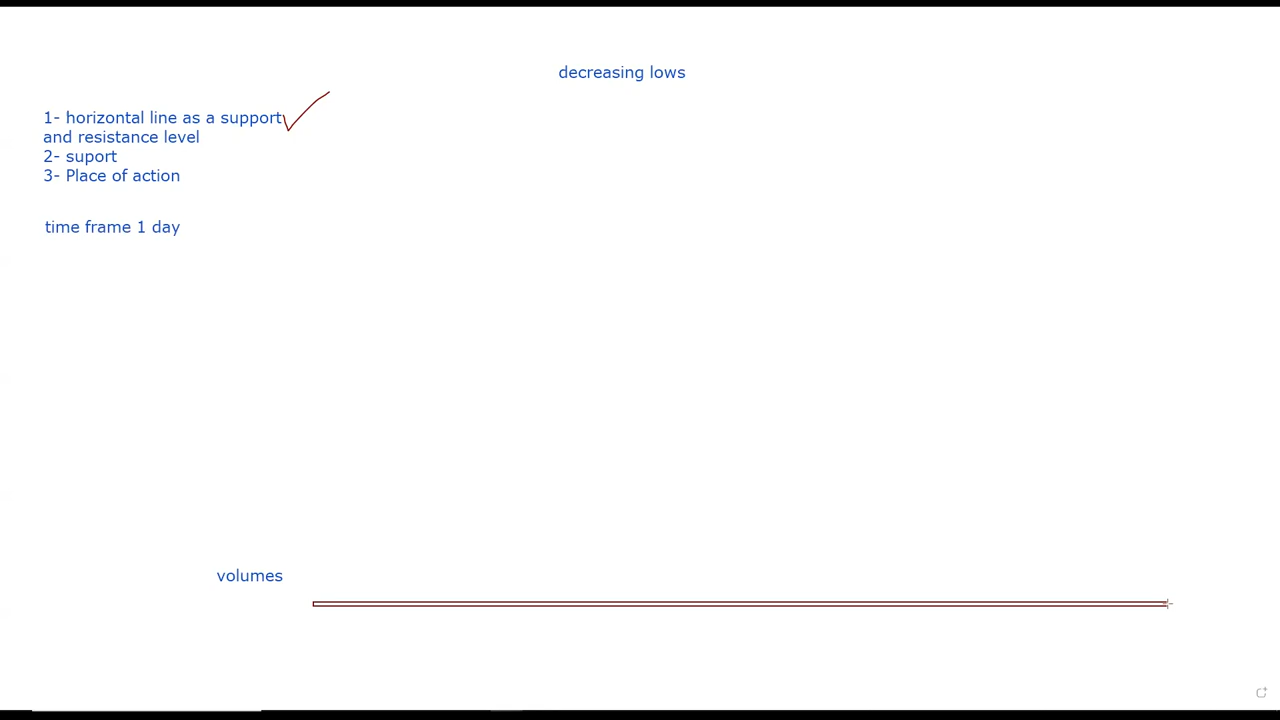 decreasing lows
1- horizontal line as a support
and resistance level
2- suport
3- Place of action
time frame 1 day
volumes